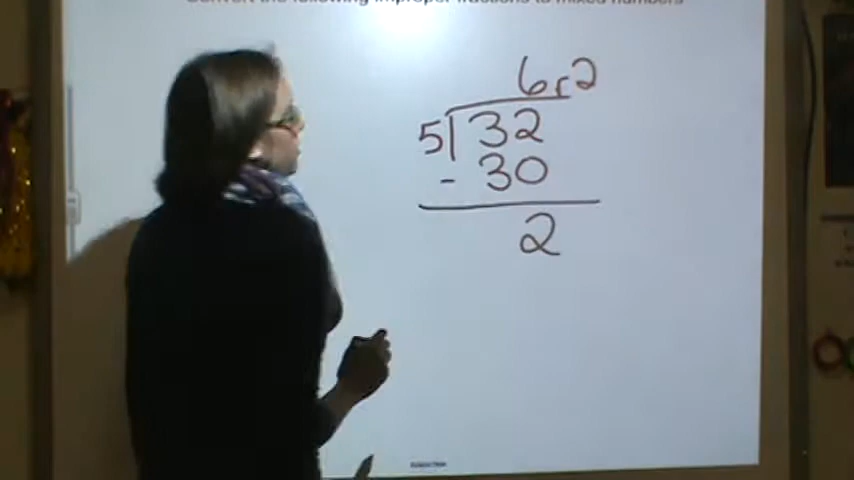 Convert the following improper fractions to mixed numbers
6r2
5 32
- 30
2